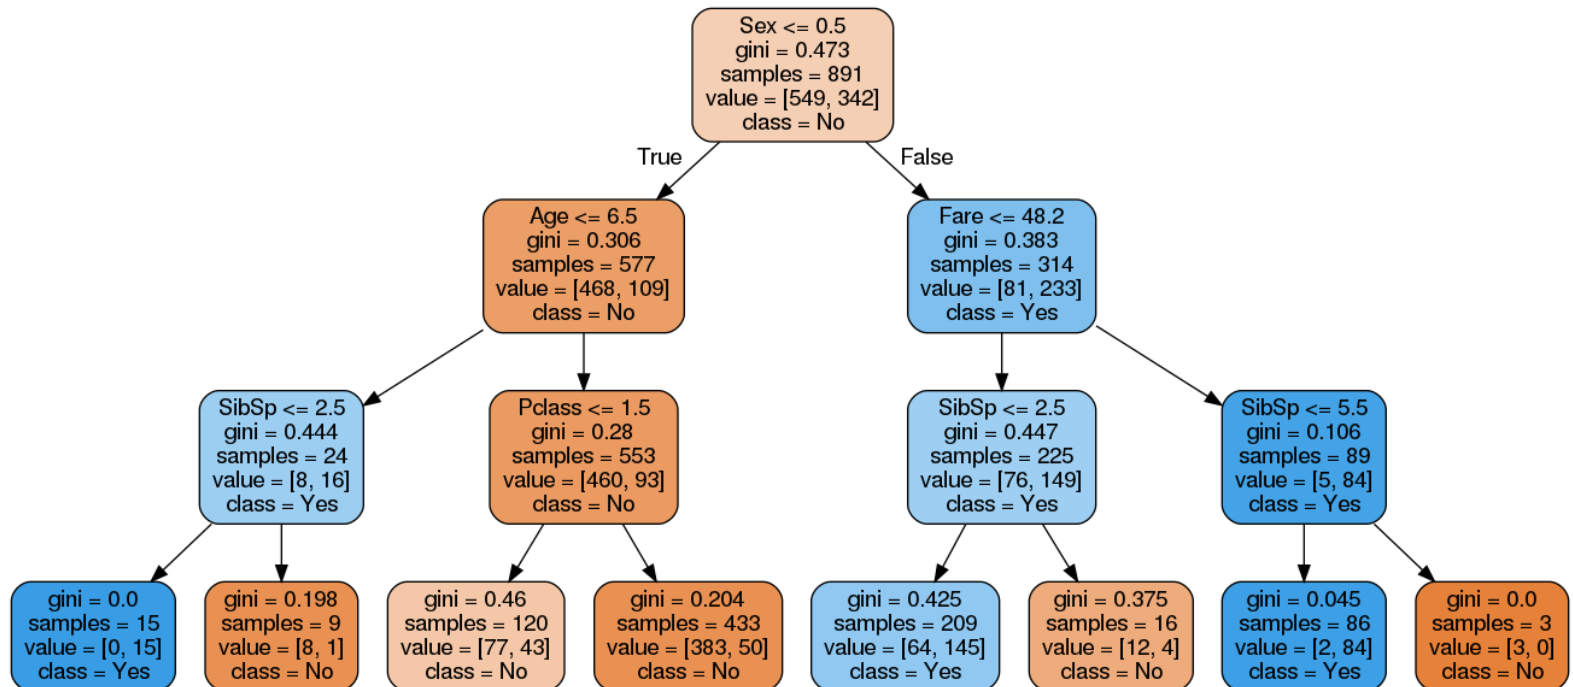 Sex <= 0.5
gini = 0.473
samples = 891
value = [549, 342]
class = No
True
False
Age <= 6.5
gini = 0.306
samples = 577
value = [468, 109]
class = No
Fare <= 48.2
gini = 0.383
samples = 314
value = [81, 233]
class = Yes
SibSp <= 2.5
gini = 0.444
samples = 24
value = [8, 16]
class = Yes
Pclass <= 1.5
gini = 0.28
samples = 553
value = [460, 93]
class = No
SibSp <= 2.5
gini = 0.447
samples = 225
value = [76, 149]
class = Yes
SibSp <= 5.5
gini = 0.106
samples = 89
value = [5, 84]
class = Yes
gini = 0.0
samples = 15
value = [0, 15]
class = Yes
gini = 0.198
samples = 9
value = [8, 1]
class = No
gini = 0.46
samples = 120
value = [77, 43]
class = No
gini = 0.204
samples = 433
value = [383, 50]
class = No
gini = 0.425
samples = 209
value = [64, 145]
class = Yes
gini = 0.375
samples = 16
value = [12, 4]
class = No
gini = 0.045
samples = 86
value = [2, 84]
class = Yes
gini = 0.0
samples = 3
value = [3, 0]
class = No